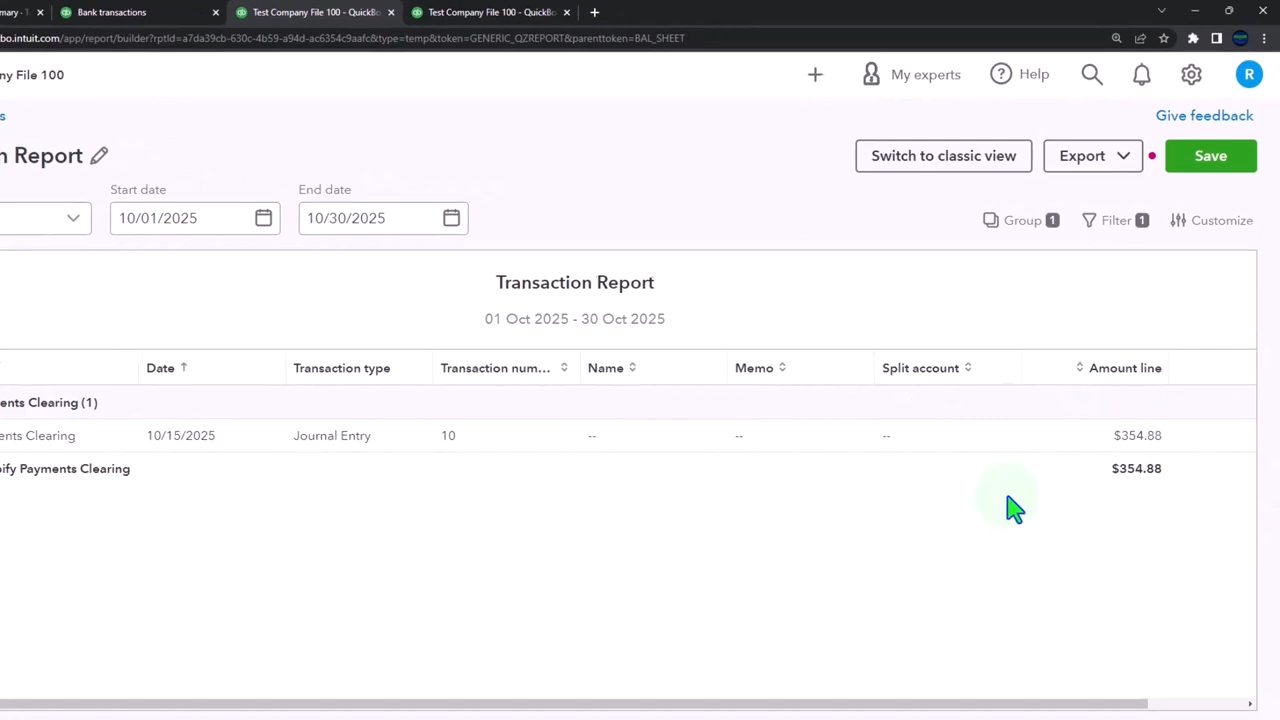 mary - T
Bank transactions
Test Company File 100 - QuickBo
Test Company File 100 - QuickBo
bo.intuit.com/app/report/builder?rptId=a7da39cb-630c-4b59-a94d-ac6354c9aafc&type=temp&token=GENERIC_QZREPORT&parenttoken=BAL_SHEET
ny File 100
My experts
Help
R
s
Give feedback
n Report
Switch to classic view
Export
Save
Start date
End date
10/01/2025
10/30/2025
Group 1
Filter 1
Customize
Transaction Report
01 Oct 2025 - 30 Oct 2025
Date
Transaction type
Transaction num...
Name
Memo
Split account
Amount line
ents Clearing (1)
ents Clearing
10/15/2025
Journal Entry
10
--
--
--
$354.88
pify Payments Clearing
$354.88